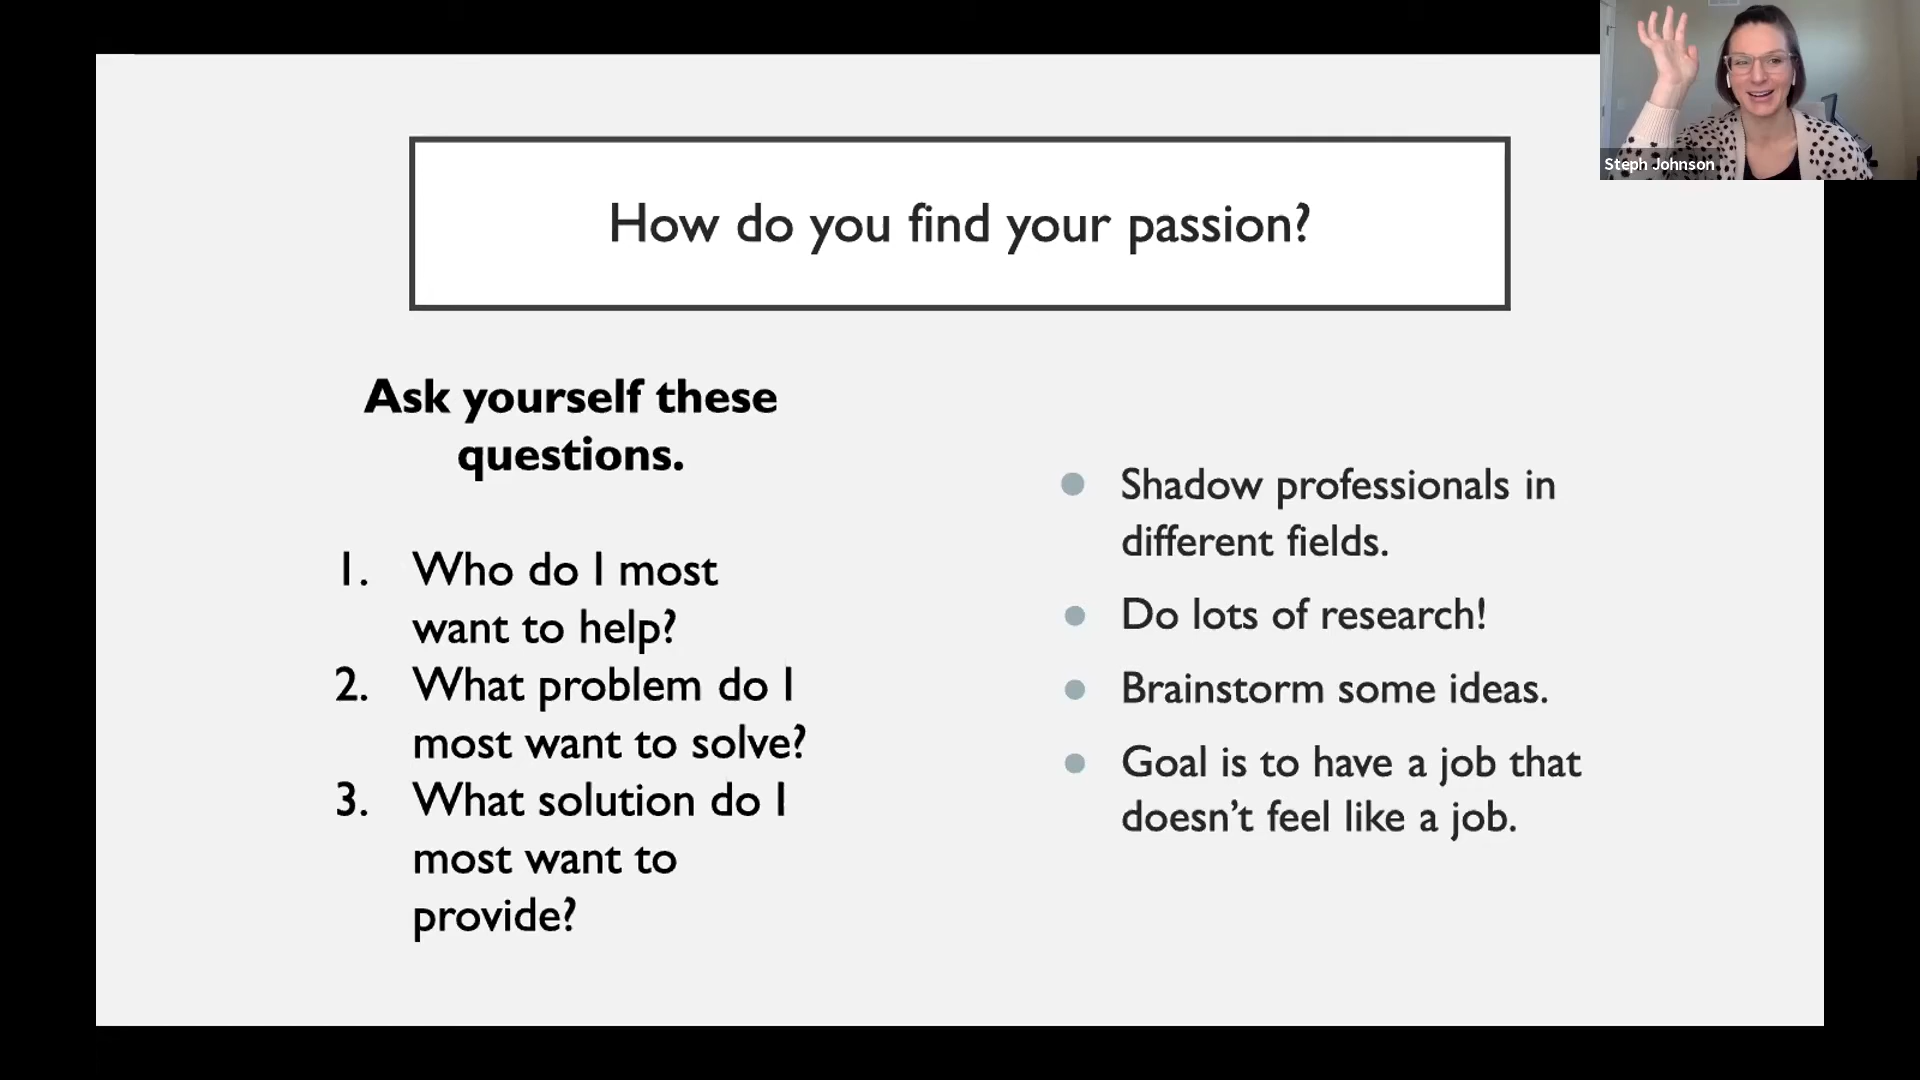 How do you find your passion?
Ask yourself these
questions.
1. Who do I most
want to help?
2. What problem do I
most want to solve?
3. What solution do I
most want to
provide?
Shadow professionals in
different fields.
Do lots of research!
Brainstorm some ideas.
Goal is to have a job that
doesn’t feel like a job.
Steph Johnson